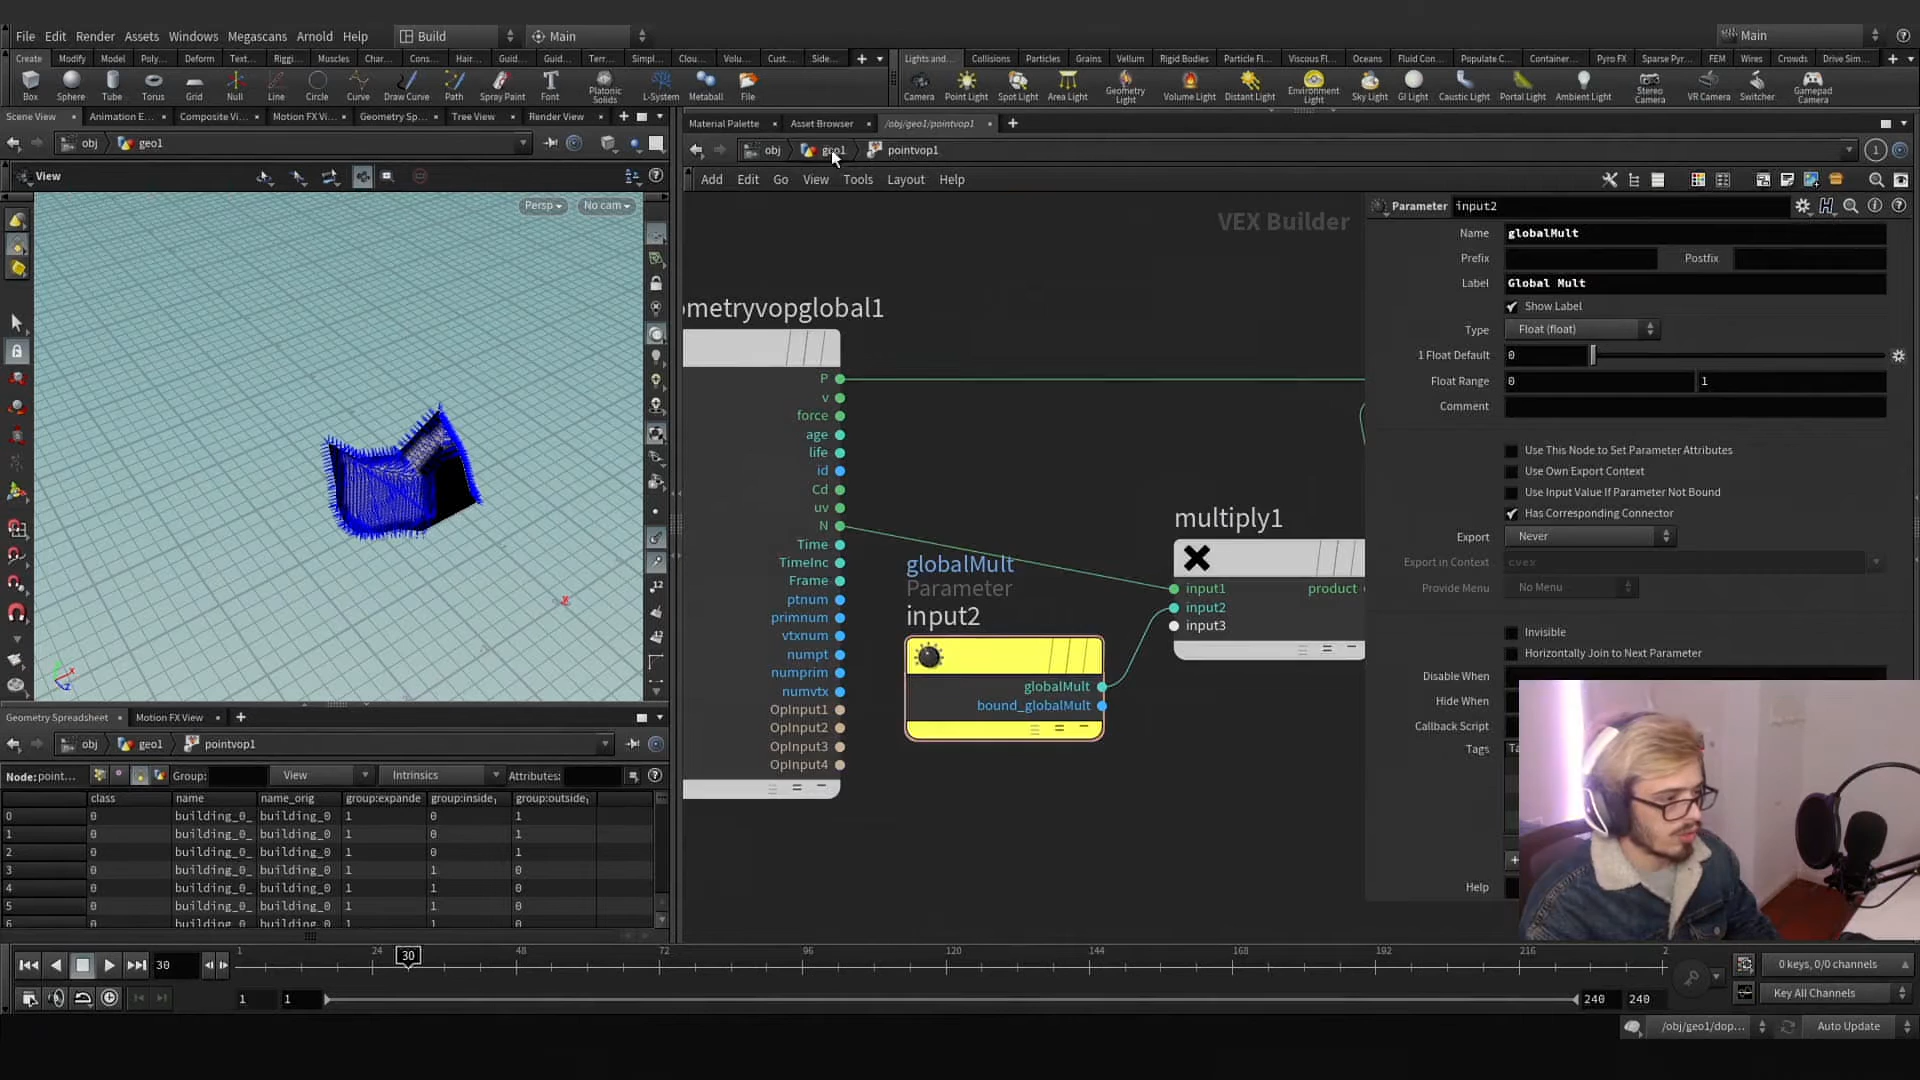 File Edit Render Assets Windows Megascans Arnold Help Build Main Main
Create Modify Model Poly... Deform Text... Riggi... Muscles Char... Cons... Hair... Guid... Guid... Terr... Simpl... Clou... Volu... Cust... Side...
Lights and... Collisions Particles Grains Vellum Rigid Bodies Particle Fl... Viscous Fl... Oceans Fluid Con... Populate C... Container... Pyro FX Sparse Pyr... FEM Wires Crowds Drive Sim...
Box Sphere Tube Torus Grid Null Line Circle Curve Draw Curve Path Spray Paint Font Platonic Solids L-System Metaball File
Camera Point Light Spot Light Area Light Geometry Light Volume Light Distant Light Environment Light Sky Light GI Light Caustic Light Portal Light Ambient Light Stereo Camera VR Camera Switcher Gamepad Camera
Scene View Animation E... Composite Vi... Motion FX Vi... Geometry Sp... Tree View Render View
Material Palette Asset Browser /obj/geo1/pointvop1
obj geo1
obj geo1 pointvop1 1
View
Add Edit Go View Tools Layout Help
Persp No cam
VEX Builder
ometryvopglobal1
P
v
force
age
life
id
Cd
uv
N
Time
TimeInc
Frame
ptnum
primnum
vtxnum
numpt
numprim
numvtx
OpInput1
OpInput2
OpInput3
OpInput4
globalMult
Parameter
input2
globalMult
bound_globalMult
multiply1
input1 product
input2
input3
Parameter input2
Name globalMult
Prefix Postfix
Label Global Mult
Show Label
Type Float (float)
1 Float Default 0
Float Range 0 1
Comment
Use This Node to Set Parameter Attributes
Use Own Export Context
Use Input Value If Parameter Not Bound
Has Corresponding Connector
Export Never
Export in Context cvex
Provide Menu No Menu
Invisible
Horizontally Join to Next Parameter
Disable When
Hide When
Callback Script
Tags
Help
Geometry Spreadsheet Motion FX View
obj geo1 pointvop1
Node: point... Group: View Intrinsics Attributes:
class name name_orig group:expande group:inside group:outside
0 0 building_0_ building_0 1 0 1
1 0 building_0_ building_0 1 0 1
2 0 building_0_ building_0 1 0 1
3 0 building_0_ building_0 1 1 0
4 0 building_0_ building_0 1 1 0
5 0 building_0_ building_0 1 1 0
6 0 building_0_ building_0 1 1 0
1 24 30 48 72 96 120 144 168 192 216 2
30
0 keys, 0/0 channels
1 1 240 240
Key All Channels
/obj/geo1/dop... Auto Update